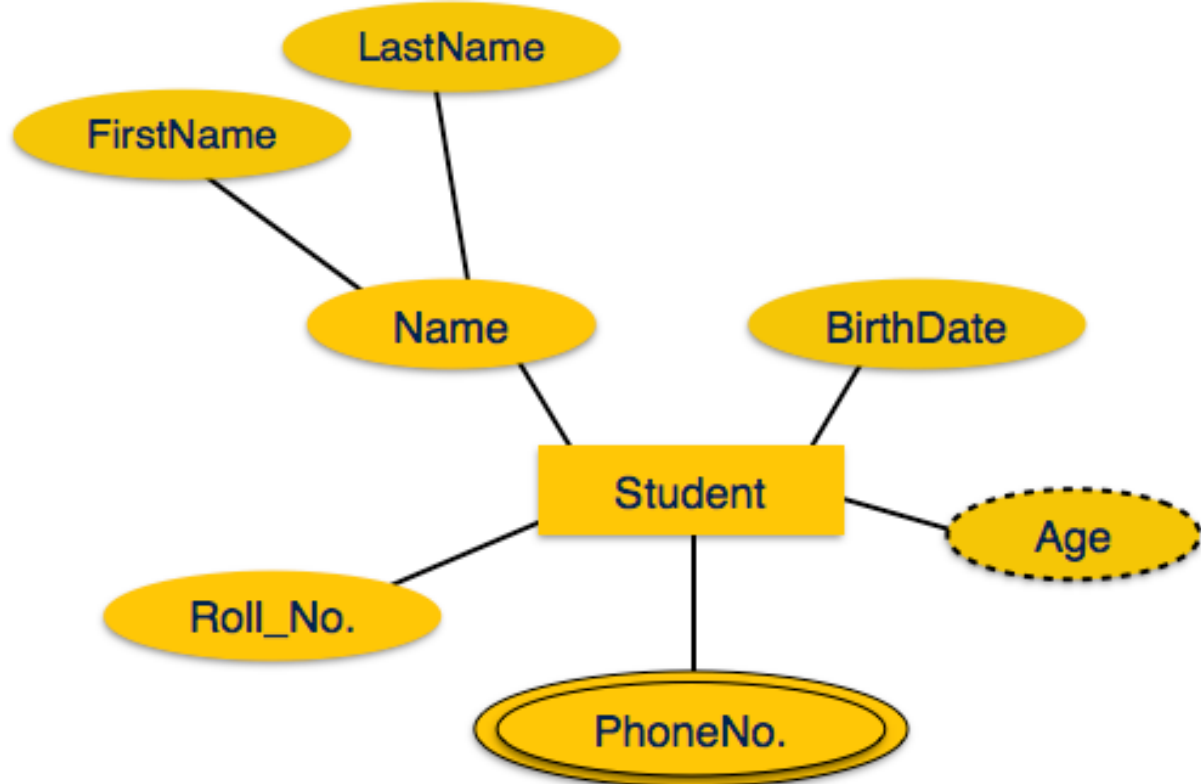 LastName
FirstName
Name
BirthDate
Student
Age
Roll_No.
PhoneNo.